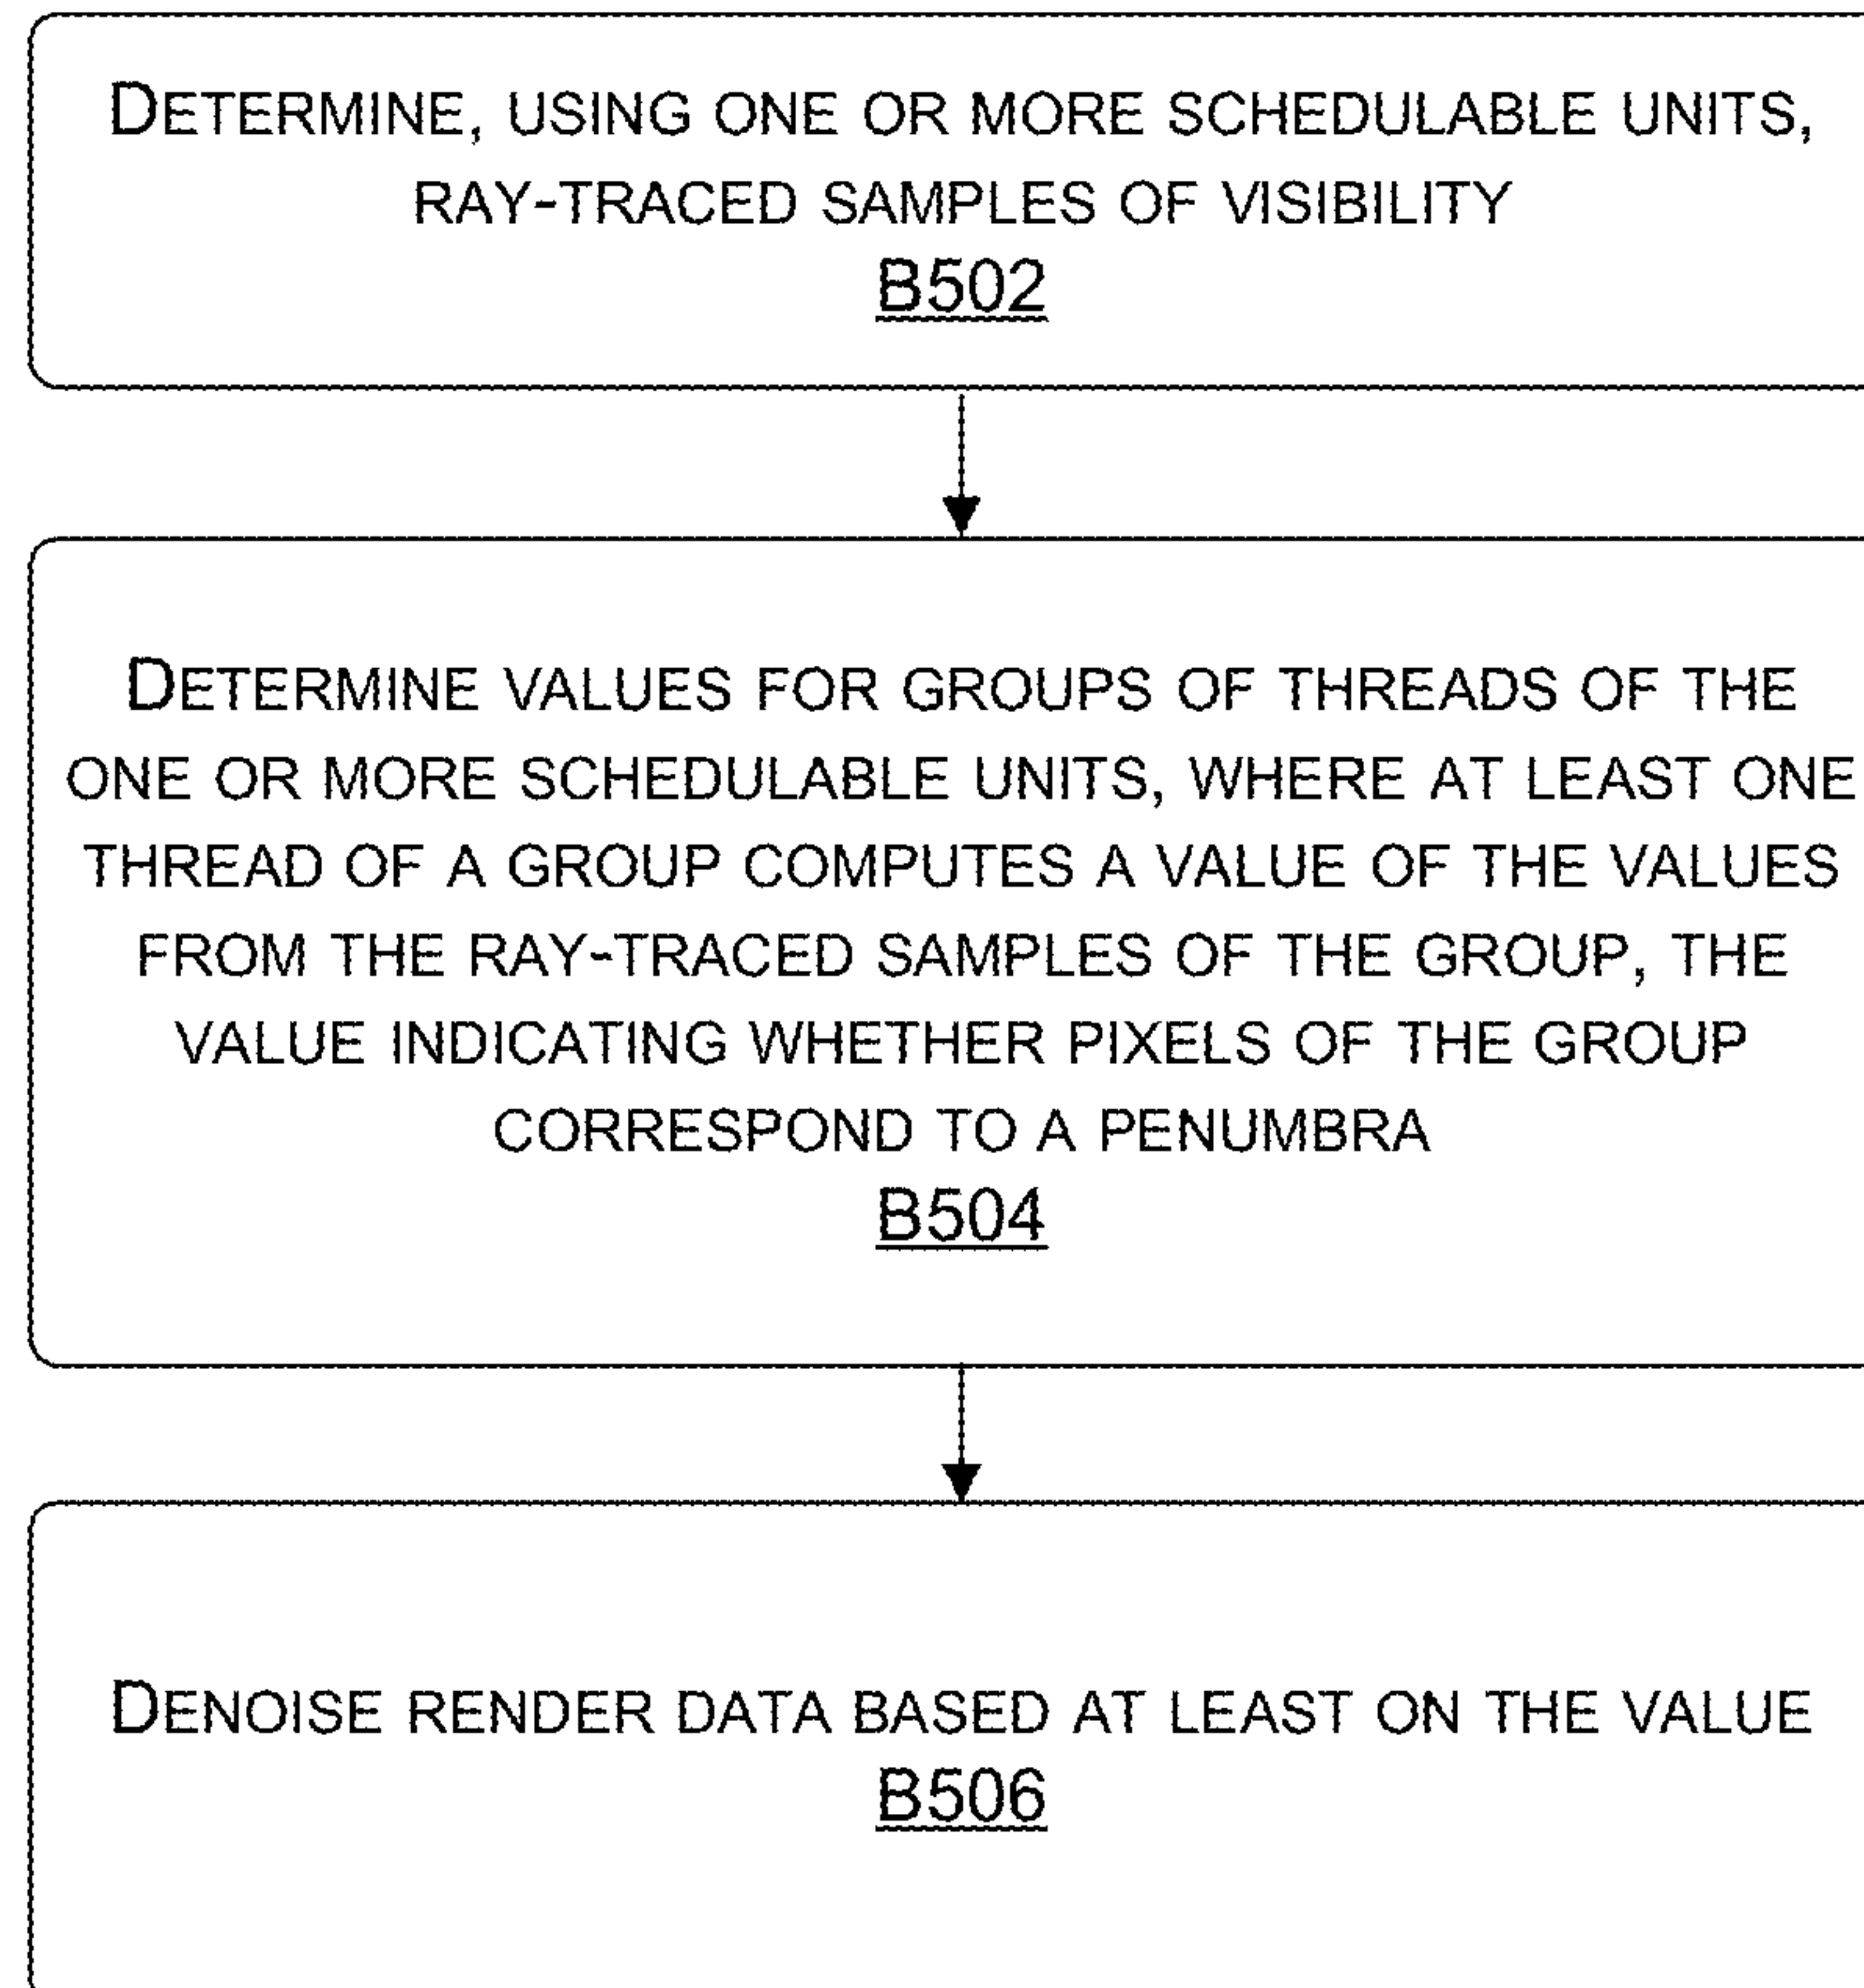 DETERMINE, USING ONE OR MORE SCHEDULABLE UNITS,
RAY-TRACED SAMPLES OF VISIBILITY
B502
DETERMINE VALUES FOR GROUPS OF THREADS OF THE
ONE OR MORE SCHEDULABLE UNITS, WHERE AT LEAST ONE
THREAD OF A GROUP COMPUTES A VALUE OF THE VALUES
FROM THE RAY-TRACED SAMPLES OF THE GROUP, THE
VALUE INDICATING WHETHER PIXELS OF THE GROUP
CORRESPOND TO A PENUMBRA
B504
DENOISE RENDER DATA BASED AT LEAST ON THE VALUE
B506